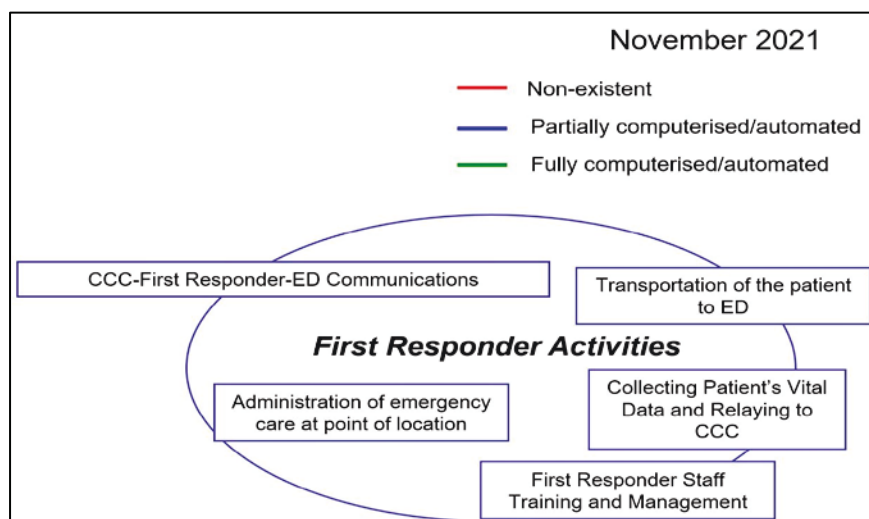 November 2021
Non-existent
Partially computerised/automated
Fully computerised/automated
CCC-First Responder-ED Communications
Transportation of the patient
to ED
First Responder Activities
Administration of emergency
care at point of location
Collecting Patient's Vital
Data and Relaying to
CCC
First Responder Staff
Training and Management